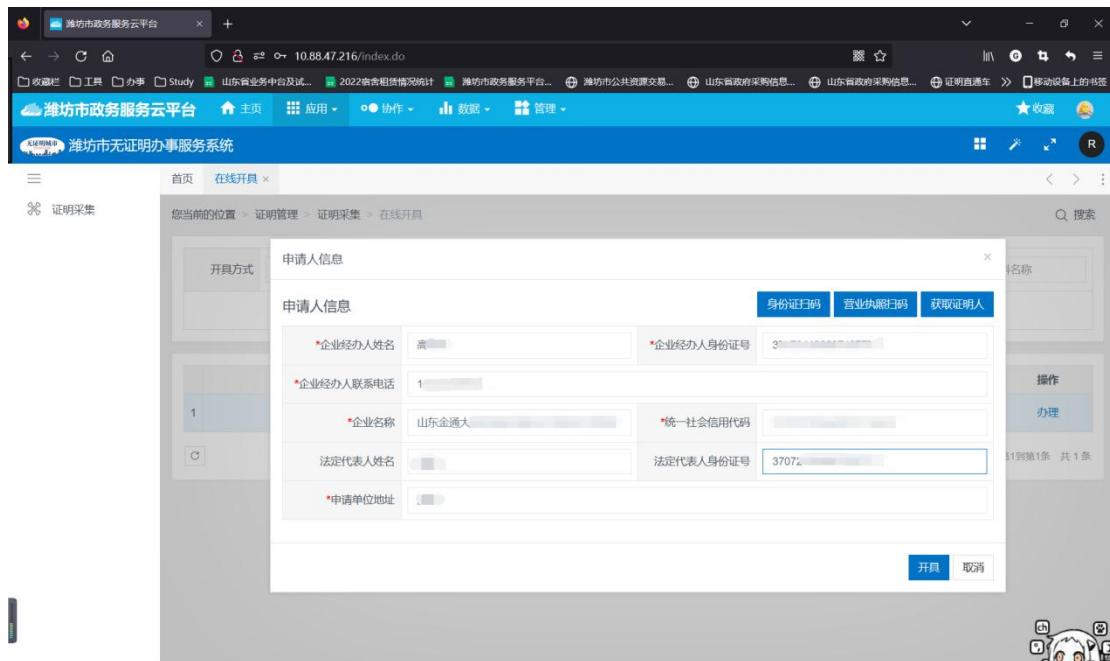 潍坊市政务服务云平台
10.88.47.216/index.do
收藏栏 工具 办事 Study 山东省业务中台及试... 2022宿舍租赁情况统计 潍坊市政务服务平台... 潍坊市公共资源交易... 山东省政府采购信息... 山东省政府采购信息... 证明直通车 移动设备上的书签
潍坊市政务服务云平台 主页 应用 协作 数据 管理 收藏
潍坊市无证明办事服务系统 R
首页 在线开具
证明采集
您当前的位置 > 证明管理 > 证明采集 > 在线开具 搜索
开具方式 申请人信息 名称
申请人信息 身份证扫码 营业执照扫码 获取证明人
*企业经办人姓名 高 *企业经办人身份证号 3
*企业经办人联系电话 1
操作
1 *企业名称 山东金通大 *统一社会信用代码 办理
法定代表人姓名 法定代表人身份证号 37072 到第1条 共 1 条
*申请单位地址
开具 取消
ch